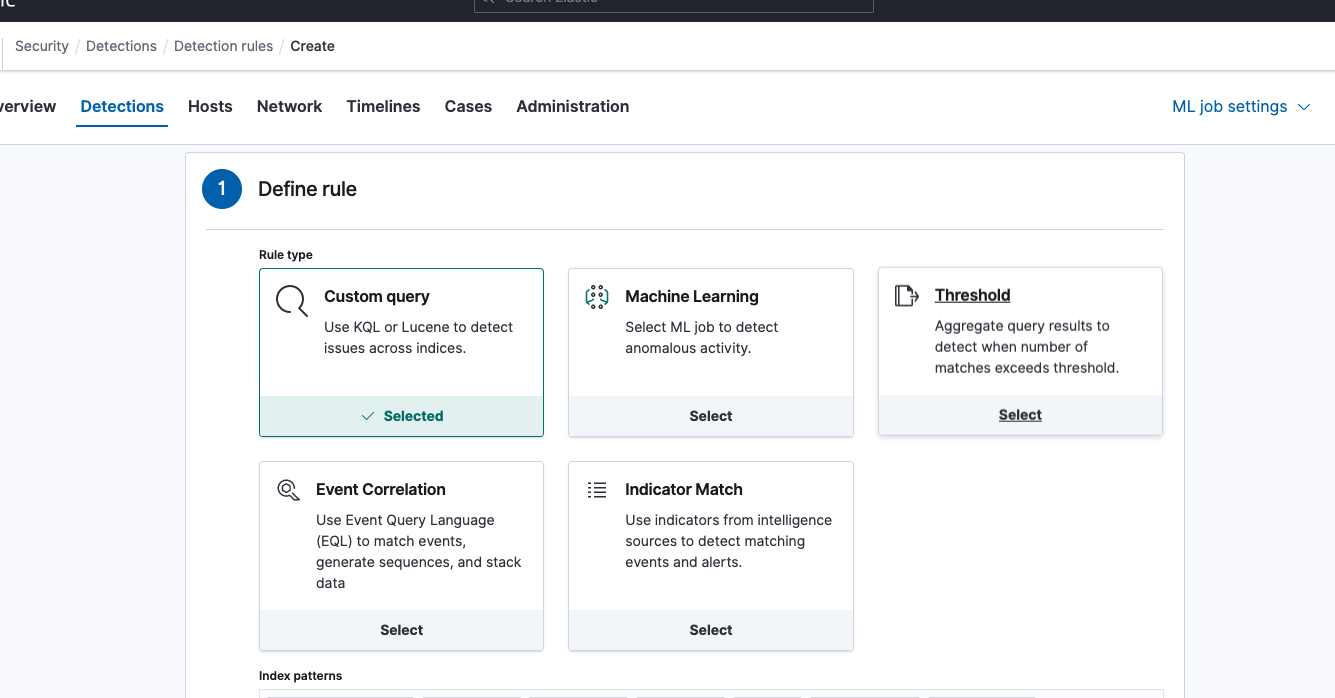 Security / Detections / Detection rules / Create
Detections Hosts Network Timelines Cases Administration ML job settings
1 Define rule
Rule type
Custom query
Use KQL or Lucene to detect
issues across indices.
Selected
Machine Learning
Select ML job to detect
anomalous activity.
Select
Threshold
Aggregate query results to
detect when number of
matches exceeds threshold.
Select
Event Correlation
Use Event Query Language
(EQL) to match events,
generate sequences, and stack
data
Select
Indicator Match
Use indicators from intelligence
sources to detect matching
events and alerts.
Select
Index patterns